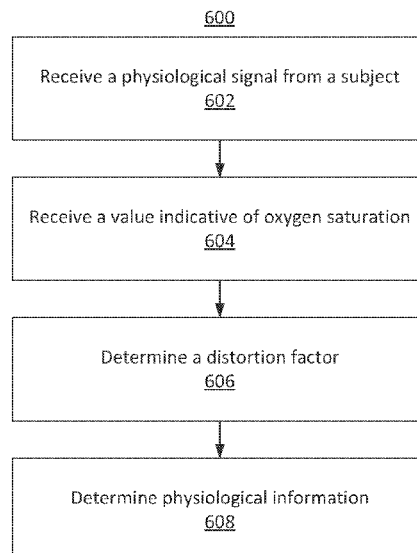 600
Receive a physiological signal from a subject
602
Receive a value indicative of oxygen saturation
604
Determine a distortion factor
606
Determine physiological information
608